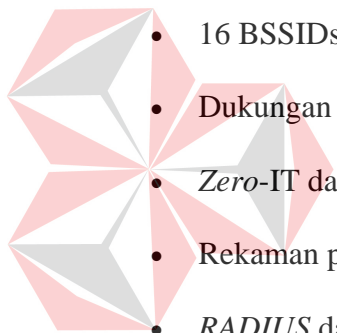 • 16 BSSIDs
• Dukungan
• Zero-IT da
• Rekaman p
• RADIUS da